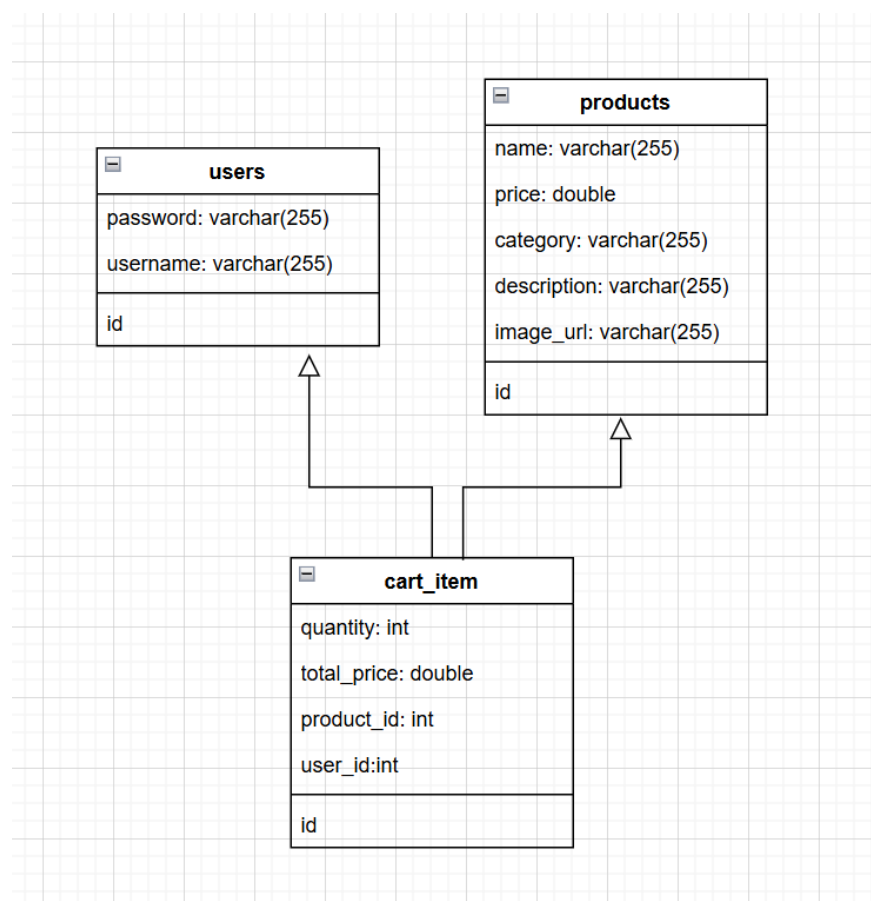 users
password: varchar(255)
username: varchar(255)
id
products
name: varchar(255)
price: double
category: varchar(255)
description: varchar(255)
image_url: varchar(255)
id
cart_item
quantity: int
total_price: double
product_id: int
user_id:int
id